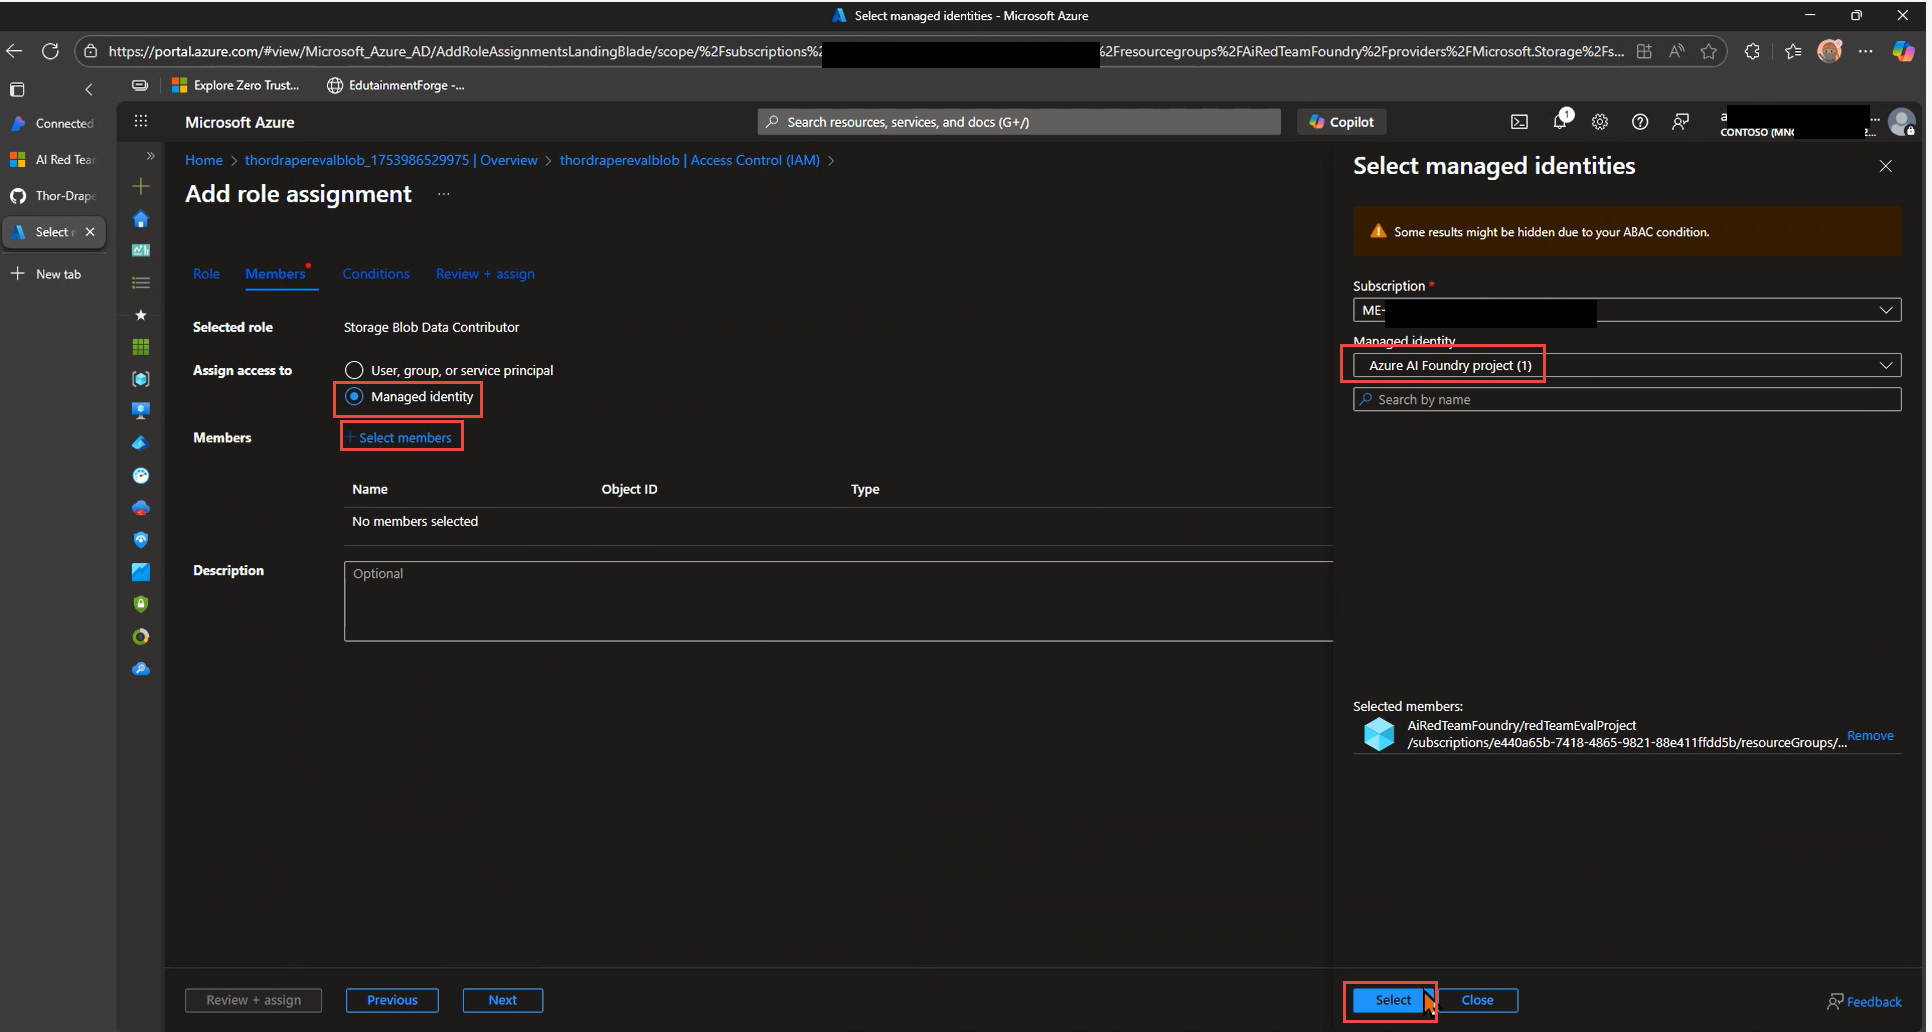 Select managed identities - Microsoft Azure
https://portal.azure.com/#view/Microsoft_Azure_AD/AddRoleAssignmentsLandingBlade/scope/%2Fsubscriptions%2 %2Fresourcegroups%2FAiRedTeamFoundry%2Fproviders%2FMicrosoft.Storage%2Fs...
Explore Zero Trust...
EdutainmentForge -...
Connected
AI Red Tea
Thor-Drape
Select
New tab
Microsoft Azure
Search resources, services, and docs (G+/)
Copilot
1
a ...
CONTOSO (MN 2...
Home > thordraperevalblob_1753986529975 | Overview > thordraperevalblob | Access Control (IAM) >
Add role assignment ...
Role
Members
Conditions
Review + assign
Selected role
Storage Blob Data Contributor
Assign access to
User, group, or service principal
Managed identity
Members
+ Select members
Name
Object ID
Type
No members selected
Description
Optional
Review + assign
Previous
Next
Select managed identities
Some results might be hidden due to your ABAC condition.
Subscription *
ME-
Managed identity
Azure AI Foundry project (1)
Search by name
Selected members:
AiRedTeamFoundry/redTeamEvalProject
/subscriptions/e440a65b-7418-4865-9821-88e411ffdd5b/resourceGroups/...
Remove
Select
Close
Feedback